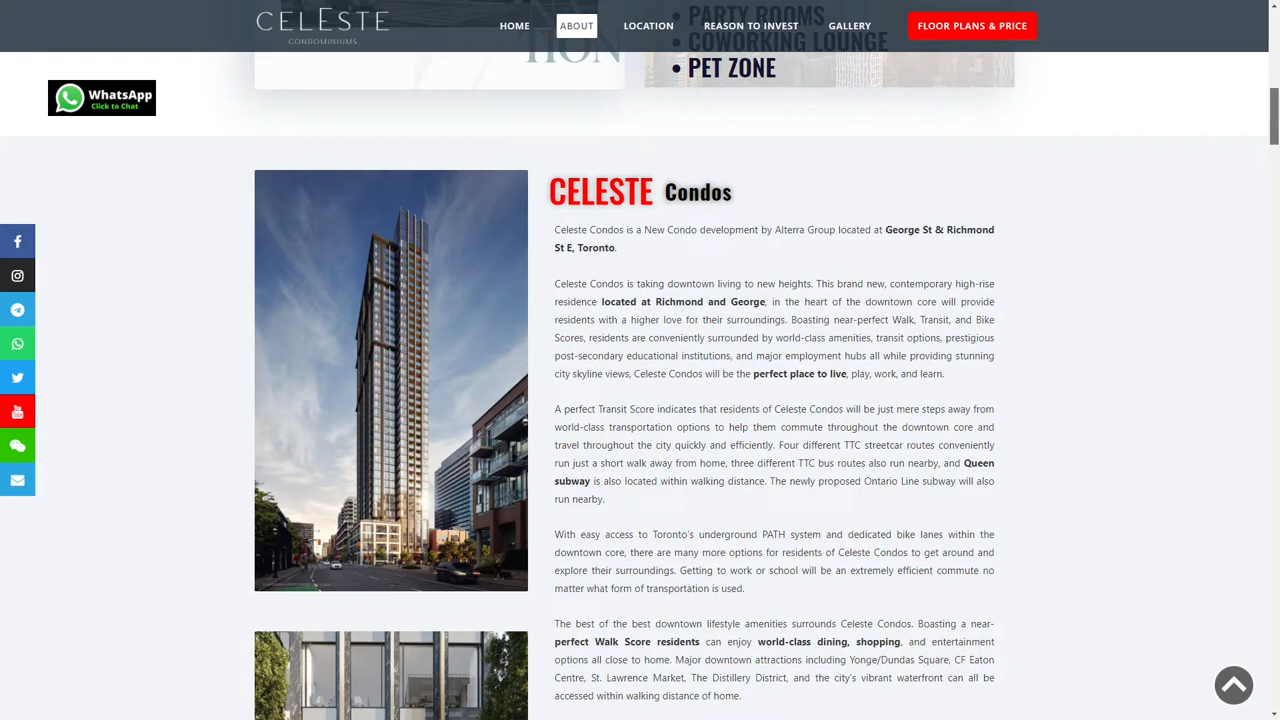 CELESTE
CONDOMINIUMS
HOME
ABOUT
LOCATION
REASON TO INVEST
GALLERY
FLOOR PLANS & PRICE
• PARTY ROOMS
• COWORKING LOUNGE
• PET ZONE
WhatsApp
Click to Chat
CELESTE Condos
Celeste Condos is a New Condo development by Alterra Group located at George St & Richmond
St E, Toronto.
Celeste Condos is taking downtown living to new heights. This brand new, contemporary high-rise
residence located at Richmond and George, in the heart of the downtown core will provide
residents with a higher love for their surroundings. Boasting near-perfect Walk, Transit, and Bike
Scores, residents are conveniently surrounded by world-class amenities, transit options, prestigious
post-secondary educational institutions, and major employment hubs all while providing stunning
city skyline views, Celeste Condos will be the perfect place to live, play, work, and learn.
A perfect Transit Score indicates that residents of Celeste Condos will be just mere steps away from
world-class transportation options to help them commute throughout the downtown core and
travel throughout the city quickly and efficiently. Four different TTC streetcar routes conveniently
run just a short walk away from home, three different TTC bus routes also run nearby, and Queen
subway is also located within walking distance. The newly proposed Ontario Line subway will also
run nearby.
With easy access to Toronto's underground PATH system and dedicated bike lanes within the
downtown core, there are many more options for residents of Celeste Condos to get around and
explore their surroundings. Getting to work or school will be an extremely efficient commute no
matter what form of transportation is used.
The best of the best downtown lifestyle amenities surrounds Celeste Condos. Boasting a near-
perfect Walk Score residents can enjoy world-class dining, shopping, and entertainment
options all close to home. Major downtown attractions including Yonge/Dundas Square, CF Eaton
Centre, St. Lawrence Market, The Distillery District, and the city's vibrant waterfront can all be
accessed within walking distance of home.